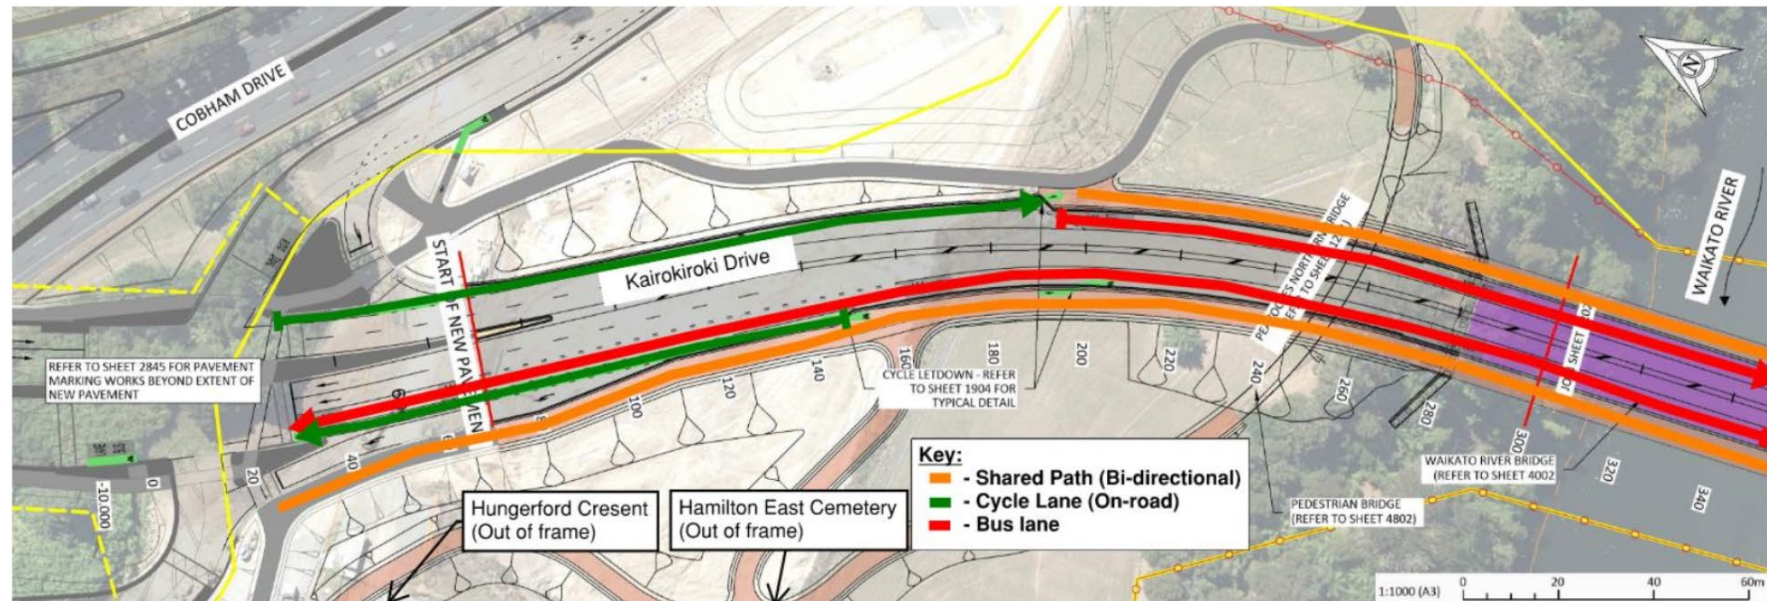 COBHAM DRIVE
N
START OF NEW PAVEMEN
Kairokiroki Drive
WAIKATO RIVER
REFER TO SHEET 2845 FOR PAVEMENT
MARKING WORKS BEYOND EXTENT OF
NEW PAVEMENT
CYCLE LETDOWN - REFER
TO SHEET 1904 FOR
TYPICAL DETAIL
-10.000
0
20
40
100
120
140
160
180
200
220
240
260
280
300
320
340
Key:
- Shared Path (Bi-directional)
- Cycle Lane (On-road)
- Bus lane
Hungerford Cresent
(Out of frame)
Hamilton East Cemetery
(Out of frame)
WAIKATO RIVER BRIDGE
(REFER TO SHEET 4002
PEDESTRIAN BRIDGE
(REFER TO SHEET 4802)
1:1000 (A3)
0
20
40
60m